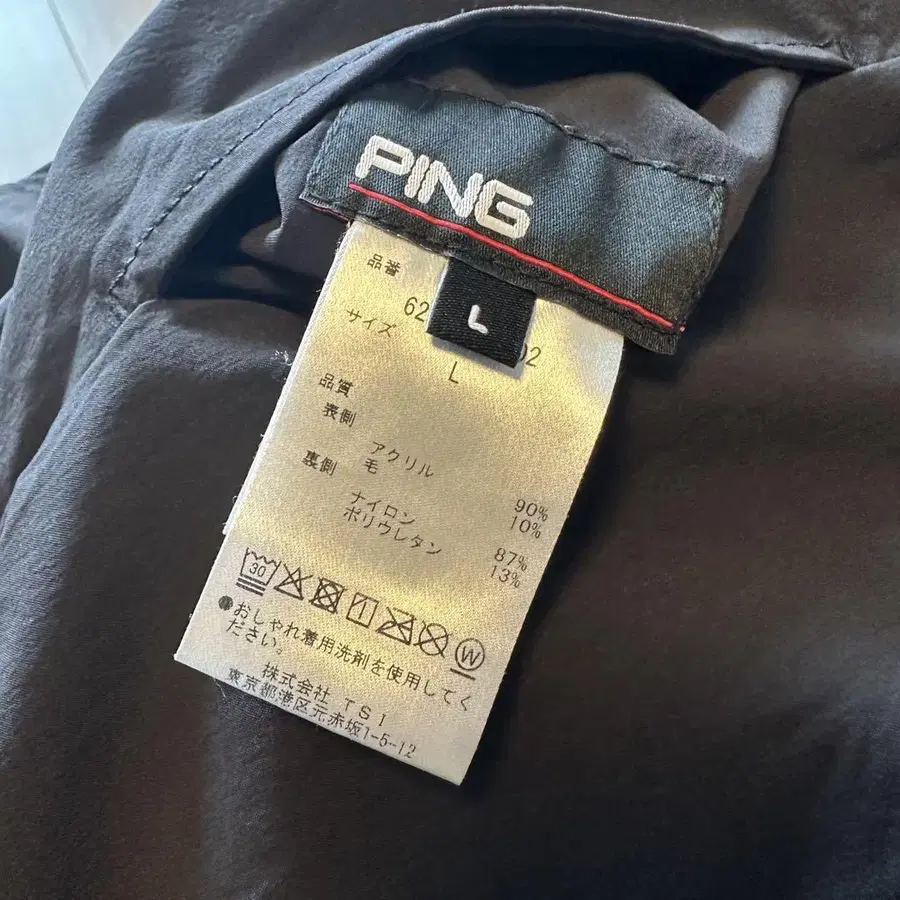 PING
L
品番
62 02
サイズ
L
品質
表側
アクリル 90%
毛 10%
裏側
ナイロン 87%
ポリウレタン 13%
30
W
●おしゃれ着用洗剤を使用してく
ださい。
株式会社 TSI
東京都港区元赤坂1-5-12